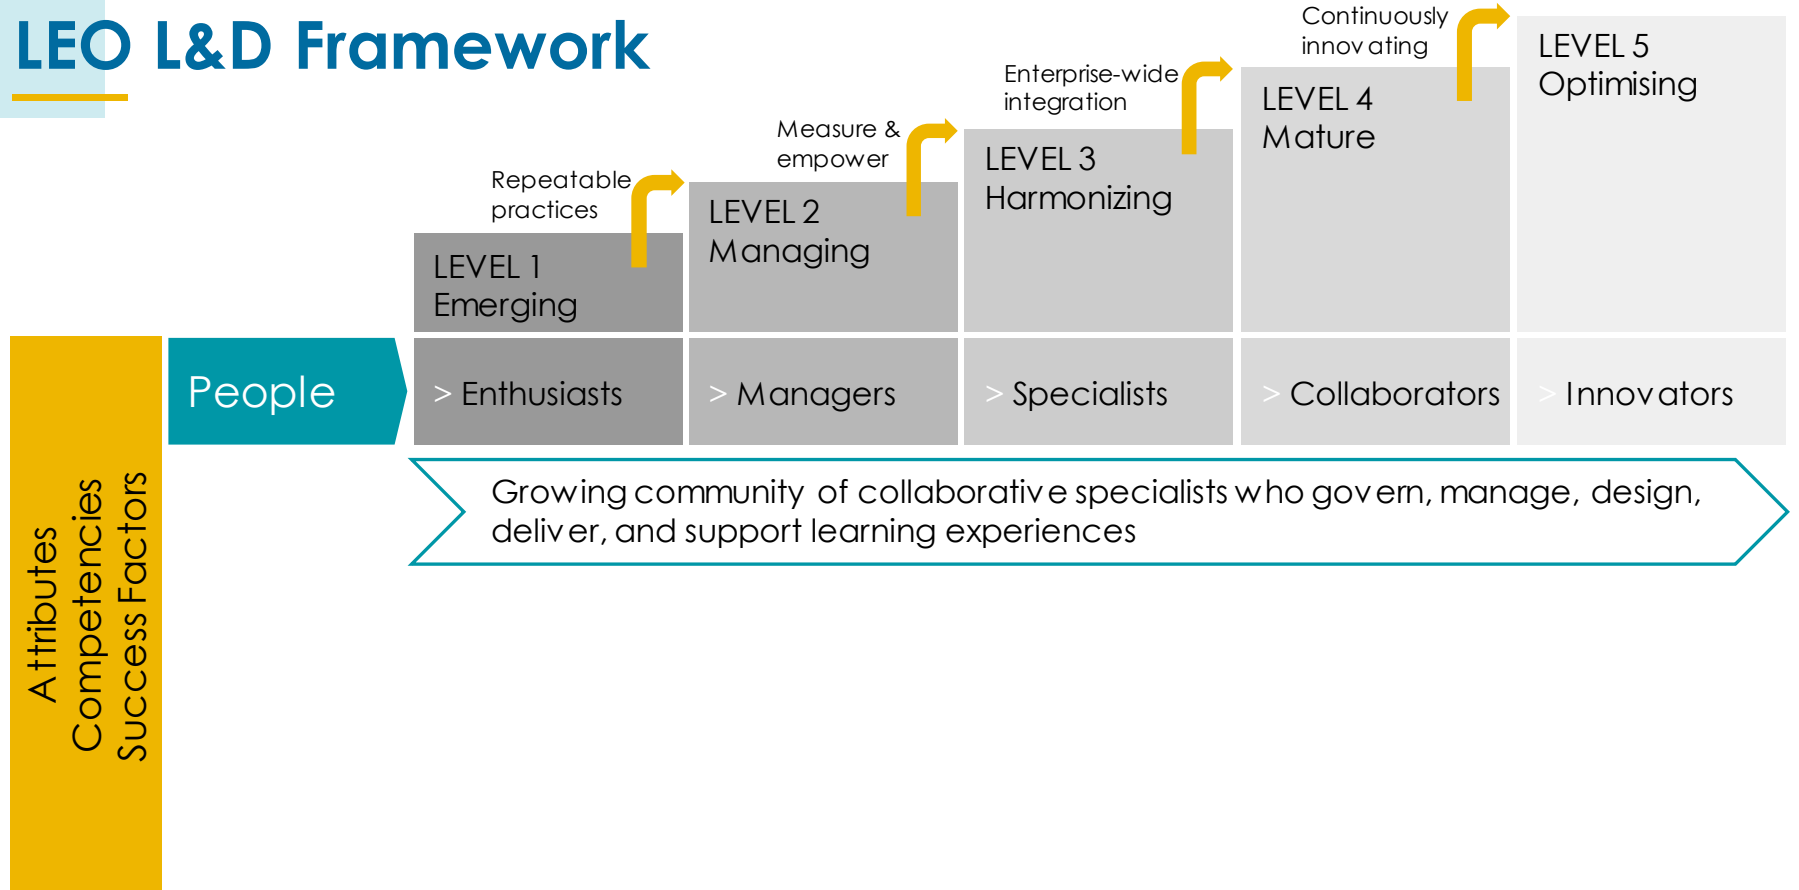 LEO L&D Framework
Repeatable
practices
Measure &
empower
Enterprise-wide
integration
Continuously
innovating
LEVEL 1
Emerging
LEVEL 2
Managing
LEVEL 3
Harmonizing
LEVEL 4
Mature
LEVEL 5
Optimising
People
> Enthusiasts
> Managers
> Specialists
> Collaborators
> Innovators
Growing community of collaborative specialists who govern, manage, design,
deliver, and support learning experiences
Attributes
Competencies
Success Factors